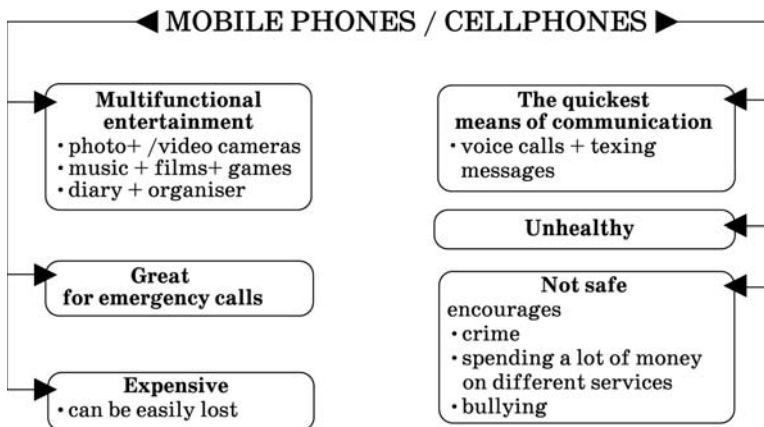 MOBILE PHONES / CELLPHONES
Multifunctional
entertainment
• photo+ /video cameras
• music + films+ games
• diary + organiser
Great
for emergency calls
Expensive
• can be easily lost
The quickest
means of communication
• voice calls + texing
messages
Unhealthy
Not safe
encourages
• crime
• spending a lot of money
on different services
• bullying